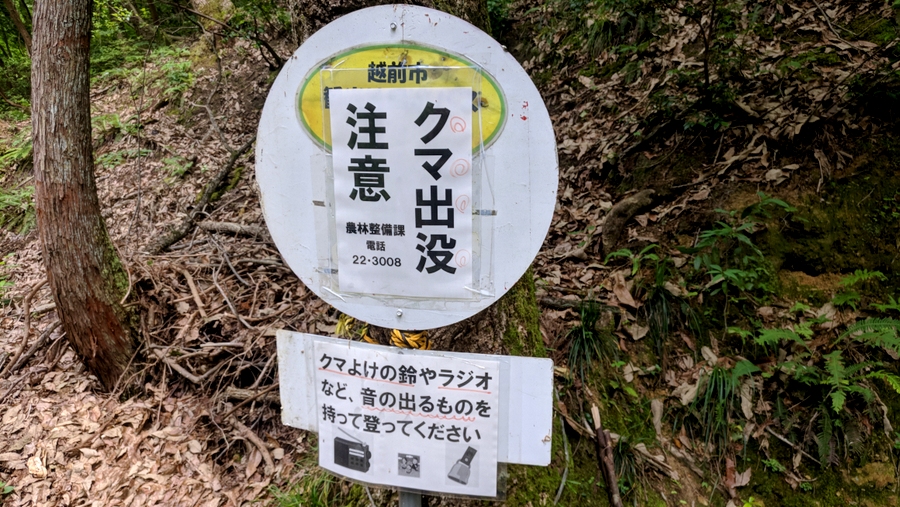 越前市
クマ出没
注意
農林整備課
電話
22・3008
クマよけの鈴やラジオ
など、音の出るものを
持って登ってください